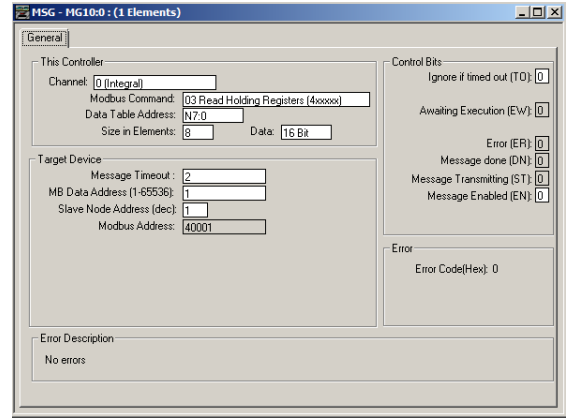 MSG - MG10:0 : (1 Elements)
General
This Controller
Channel: 0 (Integral)
Modbus Command: 03 Read Holding Registers (4xxxxx)
Data Table Address: N7:0
Size in Elements: 8 Data: 16 Bit
Target Device
Message Timeout : 2
MB Data Address (1-65536): 1
Slave Node Address (dec): 1
Modbus Address: 40001
Control Bits
Ignore if timed out (TO): 0
Awaiting Execution (EW): 0
Error (ER): 0
Message done (DN): 0
Message Transmitting (ST): 0
Message Enabled (EN): 0
Error
Error Code(Hex): 0
Error Description
No errors